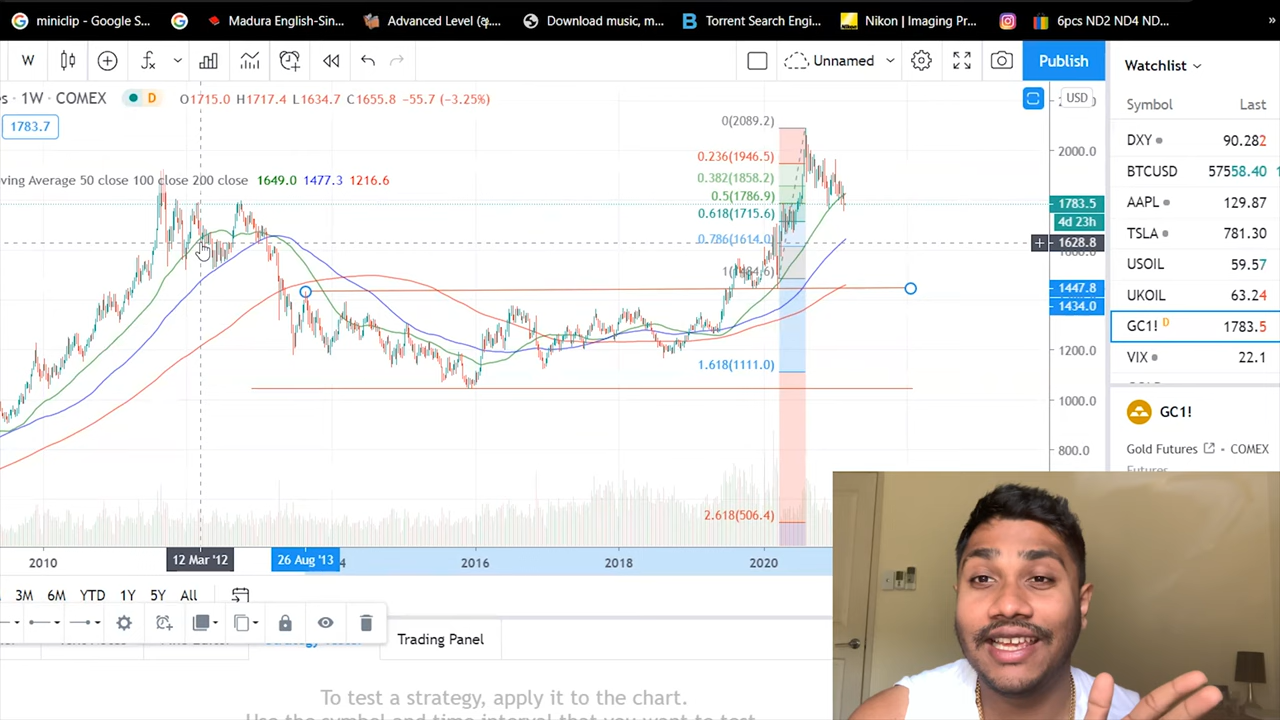 miniclip - Google S...
Madura English-Sin...
Download music, m...
Torrent Search Engi...
Nikon | Imaging Pr...
6pcs ND2 ND4 ND...
»
W
Unnamed
Publish
Watchlist
1W COMEX
D
O1715.0 H1717.4 L1634.7 C1655.8 -55.7 (-3.25%)
USD
Symbol
Last
1783.7
0(2089.2)
DXY
90.282
2000.0
0.236(1946.5)
BTCUSD
57558.40
ving Average 50 close 100 close 200 close 1649.0 1477.3 1216.6
0.382(1858.2)
0.5(1786.9)
AAPL
129.87
1783.5
0.618(1715.6)
4d 23h
TSLA
781.30
0.786(1614.0)
1628.8
USOIL
59.57
1447.8
UKOIL
63.24
1434.0
GC1! D
1783.5
1200.0
VIX
22.1
1.618(1111.0)
1000.0
GC1!
800.0
Gold Futures
COMEX
Futures
2.618(506.4)
2010
12 Mar '12
26 Aug '13
2016
2018
2020
3M
6M
YTD
1Y
5Y
All
Trading Panel
To test a strategy, apply it to the chart.